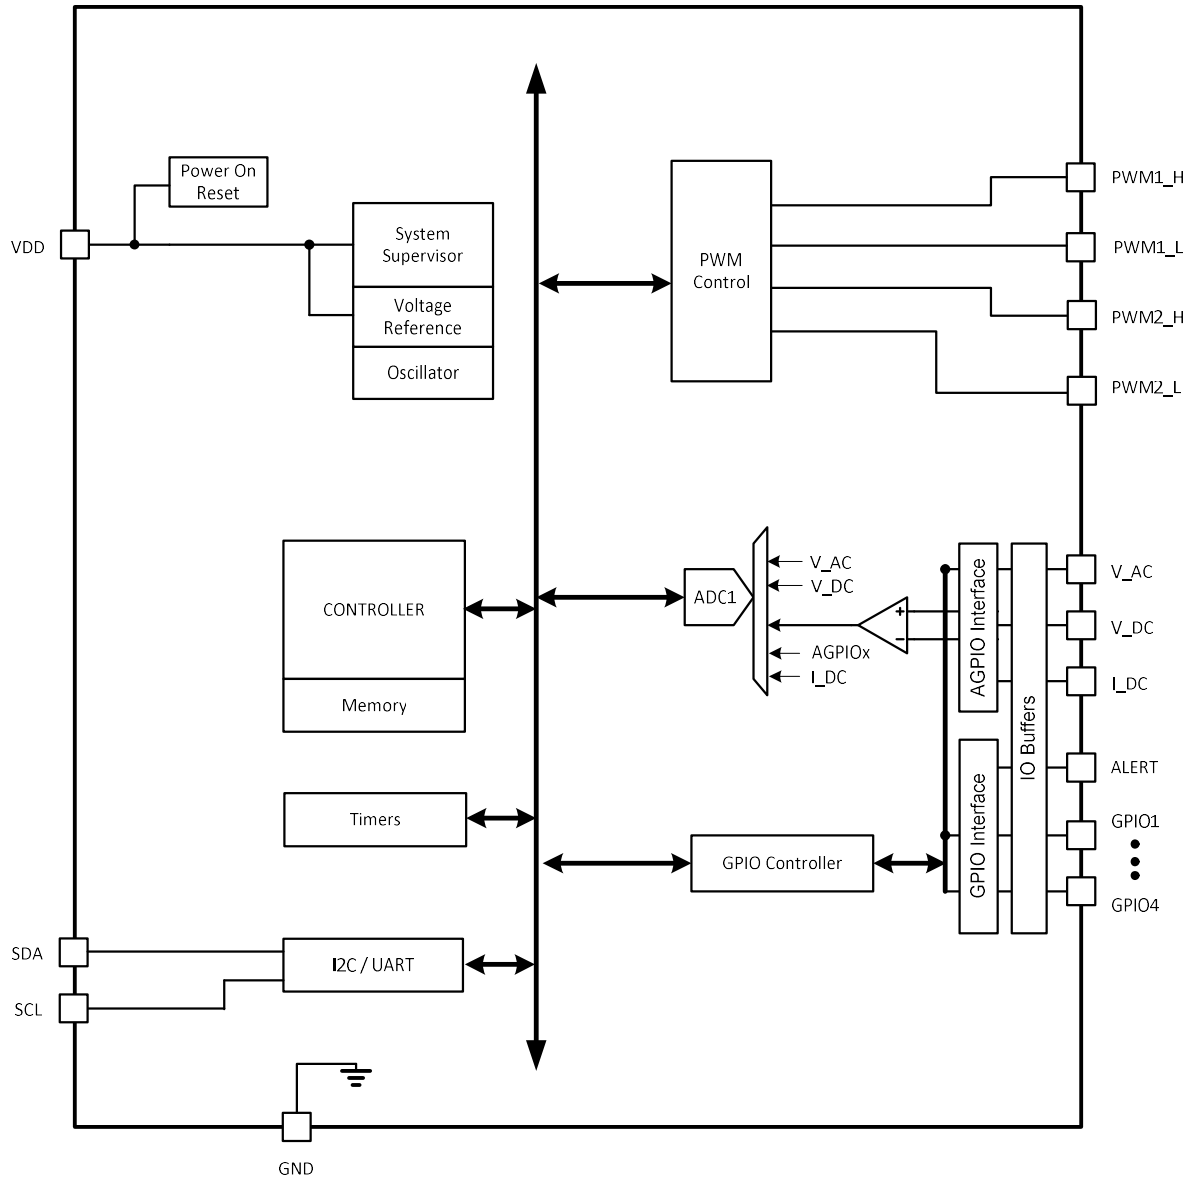 Power On
Reset
VDD
System
Supervisor
Voltage
Reference
Oscillator
PWM
Control
PWM1_H
PWM1_L
PWM2_H
PWM2_L
CONTROLLER
Memory
ADC1
V_AC
V_DC
AGPIOx
I_DC
+
−
AGPIO Interface
IO Buffers
GPIO Interface
V_AC
V_DC
I_DC
ALERT
GPIO1
GPIO4
Timers
GPIO Controller
SDA
I2C / UART
SCL
GND